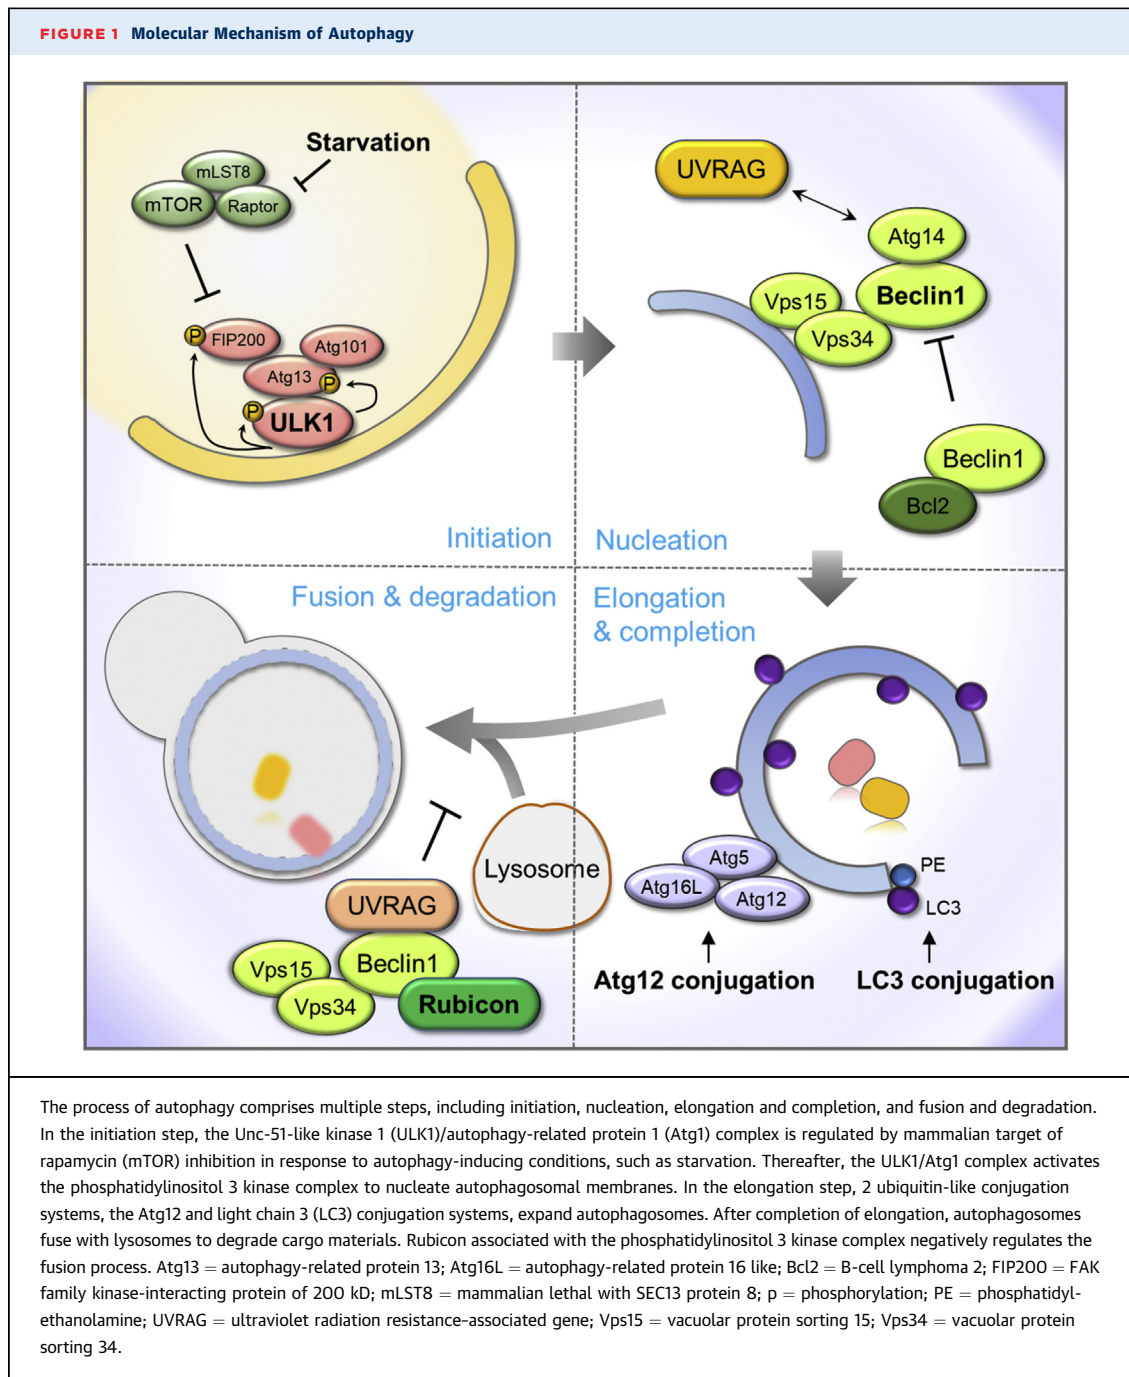 FIGURE 1 Molecular Mechanism of Autophagy
Starvation
mLST8
mTOR
Raptor
P
FIP200
Atg101
Atg13
P
P
ULK1
Initiation
UVRAG
Atg14
Vps15
Beclin1
Vps34
Beclin1
Bcl2
Nucleation
Fusion & degradation
Lysosome
UVRAG
Vps15
Beclin1
Vps34
Rubicon
Elongation
& completion
Atg5
Atg16L
Atg12
PE
LC3
Atg12 conjugation
LC3 conjugation
The process of autophagy comprises multiple steps, including initiation, nucleation, elongation and completion, and fusion and degradation.
In the initiation step, the Unc-51-like kinase 1 (ULK1)/autophagy-related protein 1 (Atg1) complex is regulated by mammalian target of
rapamycin (mTOR) inhibition in response to autophagy-inducing conditions, such as starvation. Thereafter, the ULK1/Atg1 complex activates
the phosphatidylinositol 3 kinase complex to nucleate autophagosomal membranes. In the elongation step, 2 ubiquitin-like conjugation
systems, the Atg12 and light chain 3 (LC3) conjugation systems, expand autophagosomes. After completion of elongation, autophagosomes
fuse with lysosomes to degrade cargo materials. Rubicon associated with the phosphatidylinositol 3 kinase complex negatively regulates the
fusion process. Atg13 = autophagy-related protein 13; Atg16L = autophagy-related protein 16 like; Bcl2 = B-cell lymphoma 2; FIP200 = FAK
family kinase-interacting protein of 200 kD; mLST8 = mammalian lethal with SEC13 protein 8; p = phosphorylation; PE = phosphatidyl-
ethanolamine; UVRAG = ultraviolet radiation resistance–associated gene; Vps15 = vacuolar protein sorting 15; Vps34 = vacuolar protein
sorting 34.